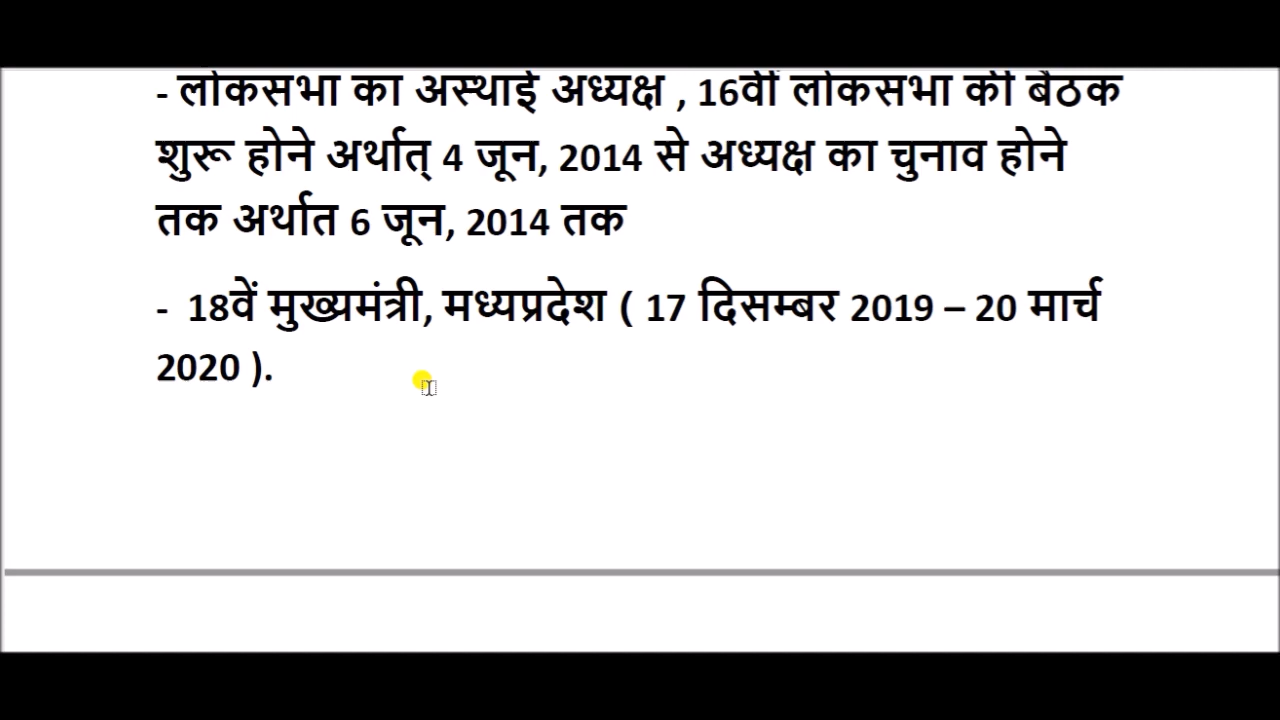 - लोकसभा का अस्थाई अध्यक्ष , 16वीं लोकसभा की बैठक
शुरू होने अर्थात् 4 जून, 2014 से अध्यक्ष का चुनाव होने
तक अर्थात 6 जून, 2014 तक
- 18वें मुख्यमंत्री, मध्यप्रदेश ( 17 दिसम्बर 2019 – 20 मार्च
2020 ).